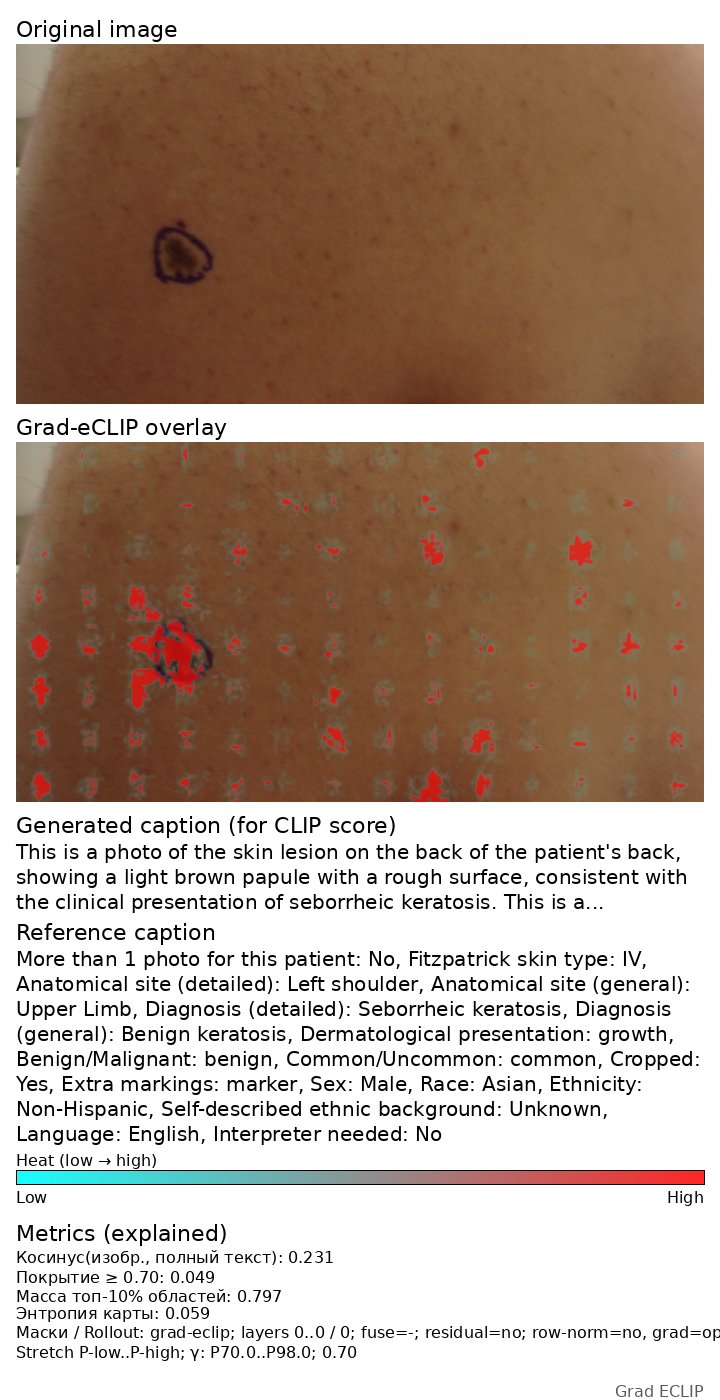 Original image
Grad-eCLIP overlay
Generated caption (for CLIP score)
This is a photo of the skin lesion on the back of the patient's back,
showing a light brown papule with a rough surface, consistent with
the clinical presentation of seborrheic keratosis. This is a...
Reference caption
More than 1 photo for this patient: No, Fitzpatrick skin type: IV,
Anatomical site (detailed): Left shoulder, Anatomical site (general):
Upper Limb, Diagnosis (detailed): Seborrheic keratosis, Diagnosis
(general): Benign keratosis, Dermatological presentation: growth,
Benign/Malignant: benign, Common/Uncommon: common, Cropped:
Yes, Extra markings: marker, Sex: Male, Race: Asian, Ethnicity:
Non-Hispanic, Self-described ethnic background: Unknown,
Language: English, Interpreter needed: No
Heat (low → high)
Low High
Metrics (explained)
Косинус(изобр., полный текст): 0.231
Покрытие ≥ 0.70: 0.049
Масса топ-10% областей: 0.797
Энтропия карты: 0.059
Маски / Rollout: grad-eclip; layers 0..0 / 0; fuse=-; residual=no; row-norm=no, grad=op
Stretch P-low..P-high; γ: P70.0..P98.0; 0.70
Grad ECLIP